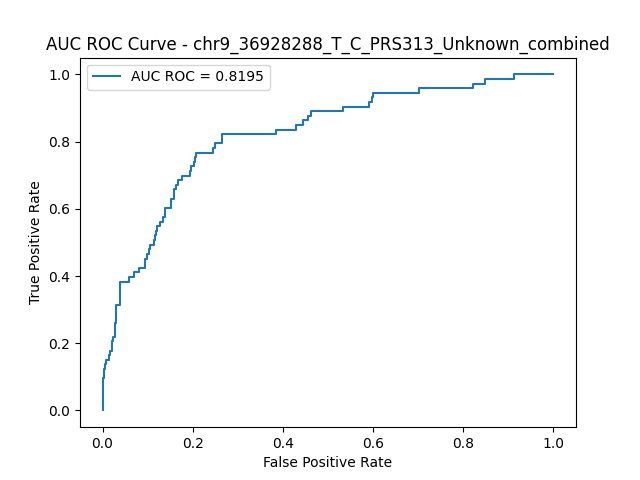 AUC ROC Curve - chr9_36928288_T_C_PRS313_Unknown_combined
AUC ROC = 0.8195
True Positive Rate
1.0
0.8
0.6
0.4
0.2
0.0
0.0 0.2 0.4 0.6 0.8 1.0
False Positive Rate